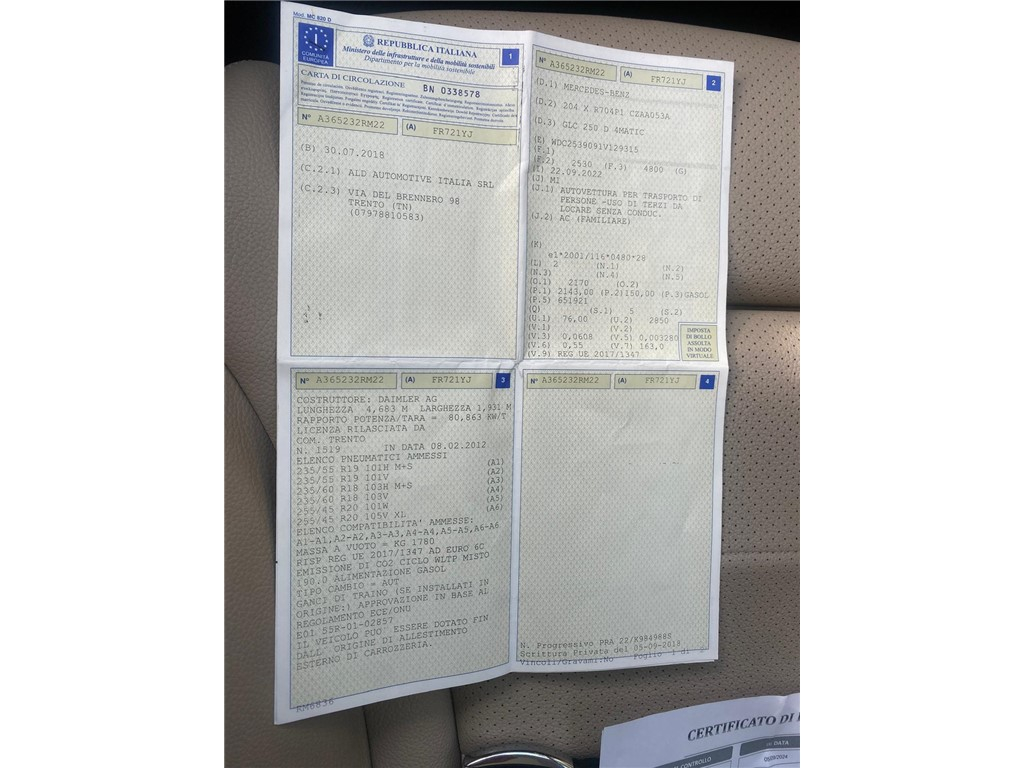 Mod. MC 820 D
COMUNITÀ
EUROPEA
REPUBBLICA ITALIANA
Ministero delle infrastrutture e della mobilità sostenibili
Dipartimento per la mobilità sostenibile
1
CARTA DI CIRCOLAZIONE
BN 0338578
N° A365232RM22 (A) FR721YJ
(B) 30.07.2018
(C.2.1) ALD AUTOMOTIVE ITALIA SRL
(C.2.3) VIA DEL BRENNERO 98
TRENTO (TN)
(07978810583)
N° A365232RM22 (A) FR721YJ 2
(D.1) MERCEDES-BENZ
(D.2) 204 X R704P1 CZAA053A
(D.3) GLC 250 D 4MATIC
(E) WDC2539091V129315
(F.1)
(F.2) 2530 (F.3) 4800 (G)
(I) 22.09.2022
(J) M1
(J.1) AUTOVETTURA PER TRASPORTO DI
PERSONE -USO DI TERZI DA
LOCARE SENZA CONDUC.
(J.2) AC (FAMILIARE)
(K)
e1*2001/116*0480*28
(L) 2 (N.1) (N.2)
(N.3) (N.4) (N.5)
(O.1) 2170 (O.2)
(P.1) 2143,00 (P.2)150,00 (P.3)GASOL
(P.5) 651921
(Q) (S.1) 5 (S.2)
(U.1) 76,00 (U.2) 2850
(V.1) (V.2)
(V.3) 0,0608 (V.5) 0,003280
(V.6) 0,55 (V.7) 163,0
(V.9) REG UE 2017/1347
IMPOSTA
DI BOLLO
ASSOLTA
IN MODO
VIRTUALE
N° A365232RM22 (A) FR721YJ 3
COSTRUTTORE: DAIMLER AG
LUNGHEZZA 4,683 M LARGHEZZA 1,931 M
RAPPORTO POTENZA/TARA = 80,863 KW/T
LICENZA RILASCIATA DA
COM. TRENTO
N. 1519 IN DATA 08.02.2012
ELENCO PNEUMATICI AMMESSI
235/55 R19 101H M+S (A1)
235/55 R19 101V (A2)
235/60 R18 103H M+S (A3)
235/60 R18 103V (A4)
255/45 R20 101W (A5)
255/45 R20 105V XL (A6)
ELENCO COMPATIBILITA' AMMESSE:
A1-A1,A2-A2,A3-A3,A4-A4,A5-A5,A6-A6
MASSA A VUOTO = KG 1780
RISP REG UE 2017/1347 AD EURO 6C
EMISSIONE DI CO2 CICLO WLTP MISTO
190.0 ALIMENTAZIONE GASOL
TIPO CAMBIO = AUT
GANCI DI TRAINO (SE INSTALLATI IN
ORIGINE:) APPROVAZIONE IN BASE AL
REGOLAMENTO ECE/ONU
E01 55R-01-02857
IL VEICOLO PUO' ESSERE DOTATO FIN
DALL' ORIGINE DI ALLESTIMENTO
ESTERNO DI CARROZZERIA.
RM6836
N° A365232RM22 (A) FR721YJ 4
N. Progressivo PRA 22/K984988S
Scrittura Privata del 05-09-2018
Vincoli/Gravami:No Foglio 1 di
CERTIFICATO DI
CONTROLLO
IN DATA